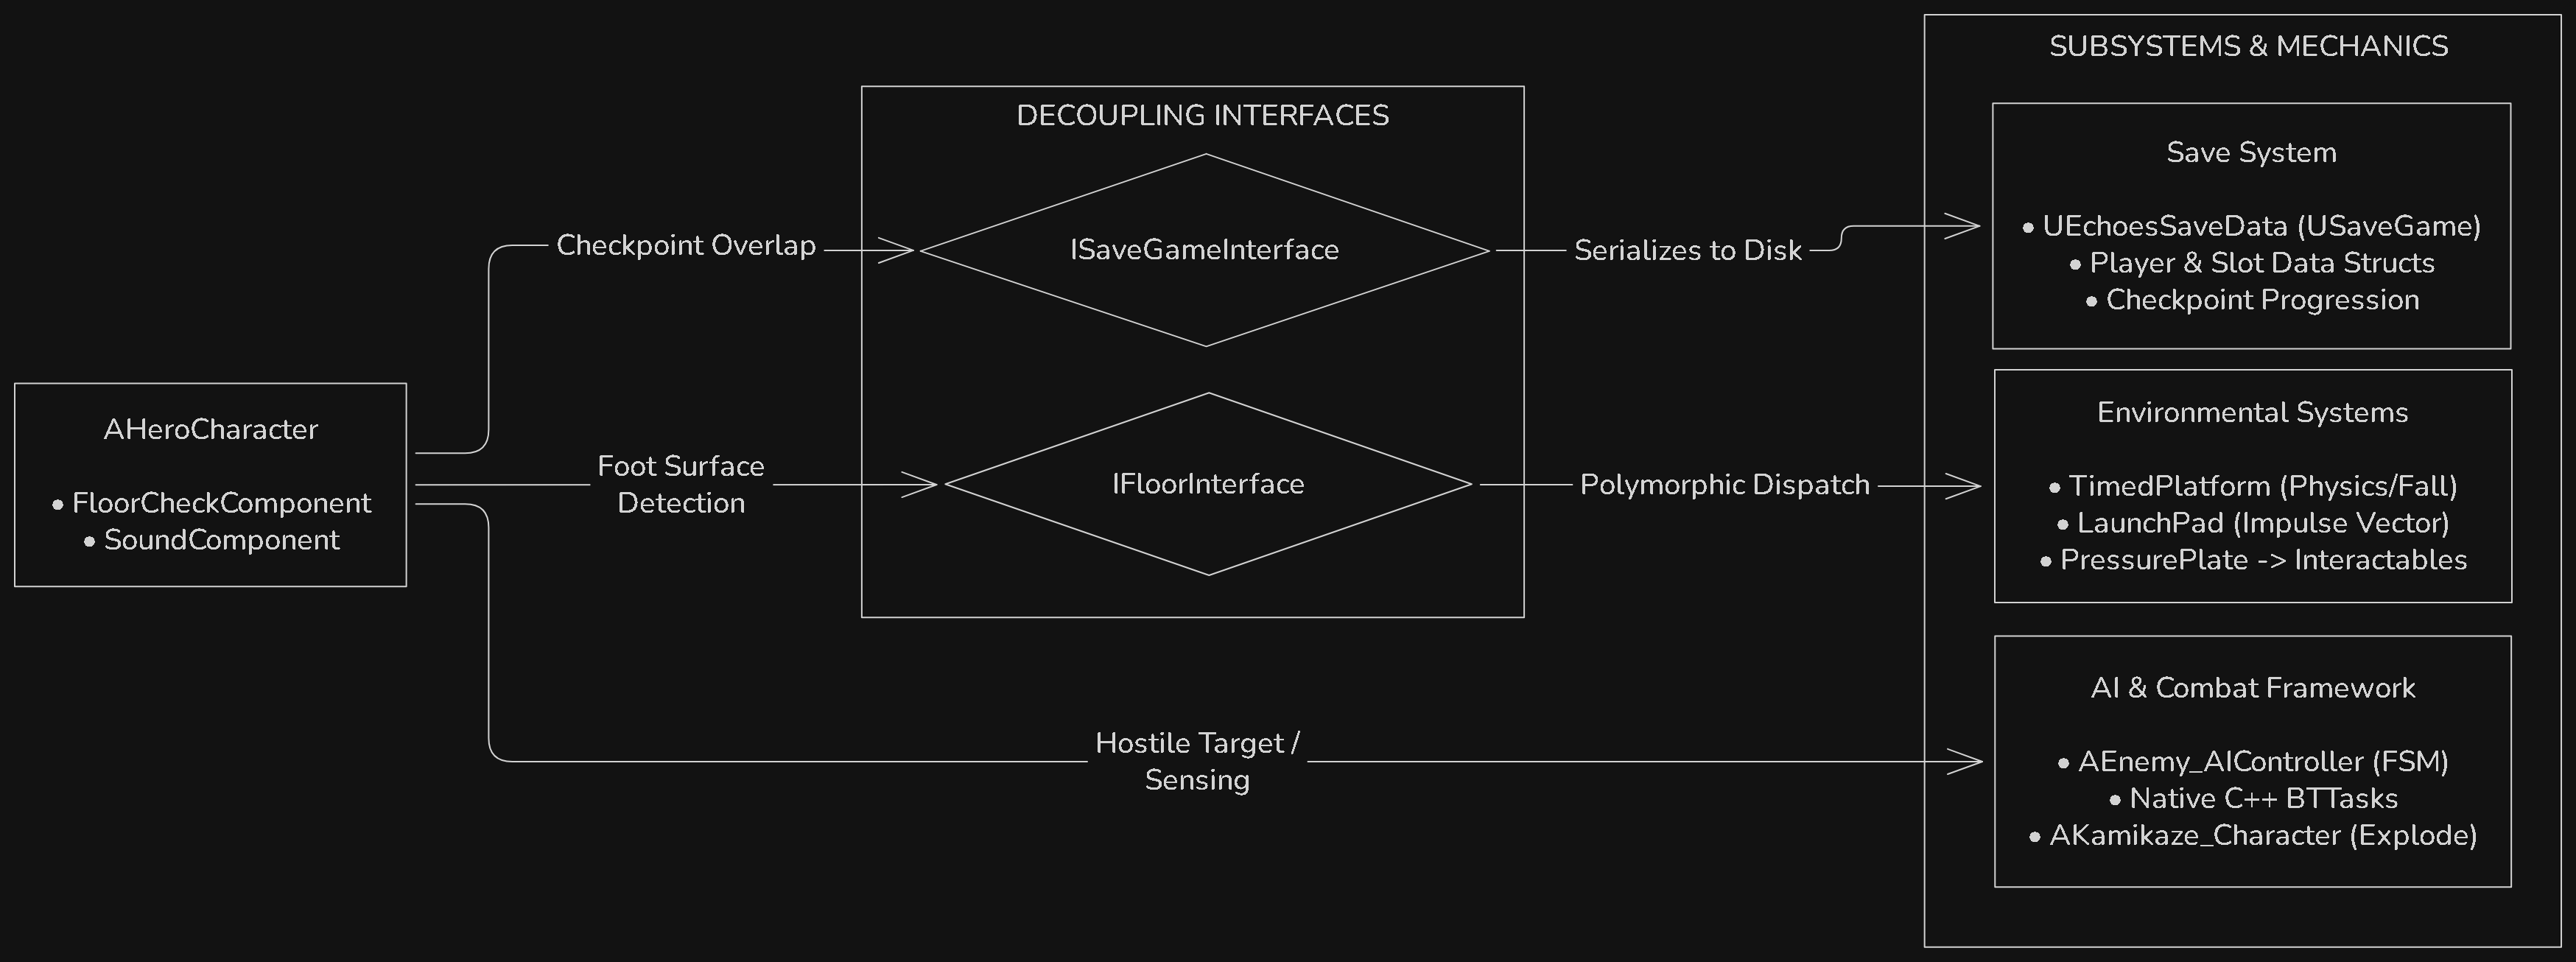 SUBSYSTEMS & MECHANICS
DECOUPLING INTERFACES
Save System
• UEchoesSaveData (USaveGame)
• Player & Slot Data Structs
• Checkpoint Progression
Checkpoint Overlap
ISaveGameInterface
Serializes to Disk
AHeroCharacter
• FloorCheckComponent
• SoundComponent
Foot Surface
Detection
IFloorInterface
Polymorphic Dispatch
Environmental Systems
• TimedPlatform (Physics/Fall)
• LaunchPad (Impulse Vector)
• PressurePlate -> Interactables
Hostile Target /
Sensing
AI & Combat Framework
• AEnemy_AIController (FSM)
• Native C++ BTTasks
• AKamikaze_Character (Explode)